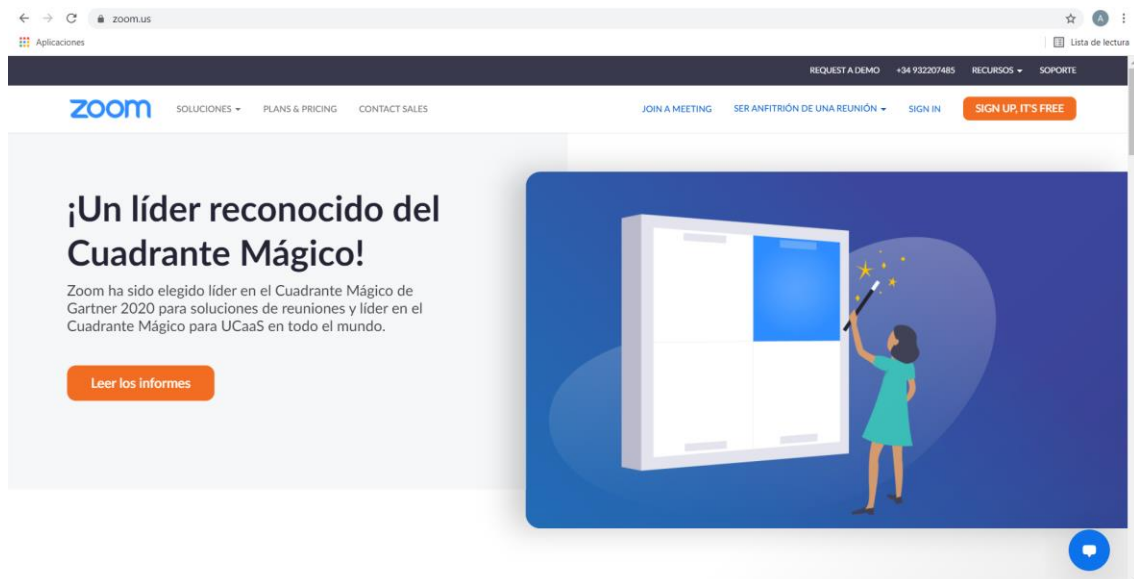 zoom.us
A
Aplicaciones
Lista de lectura
REQUEST A DEMO +34 932207485 RECURSOS SOPORTE
zoom SOLUCIONES PLANS & PRICING CONTACT SALES JOIN A MEETING SER ANFITRIÓN DE UNA REUNIÓN SIGN IN SIGN UP, IT'S FREE
¡Un líder reconocido del
Cuadrante Mágico!
Zoom ha sido elegido líder en el Cuadrante Mágico de
Gartner 2020 para soluciones de reuniones y líder en el
Cuadrante Mágico para UCaaS en todo el mundo.
Leer los informes